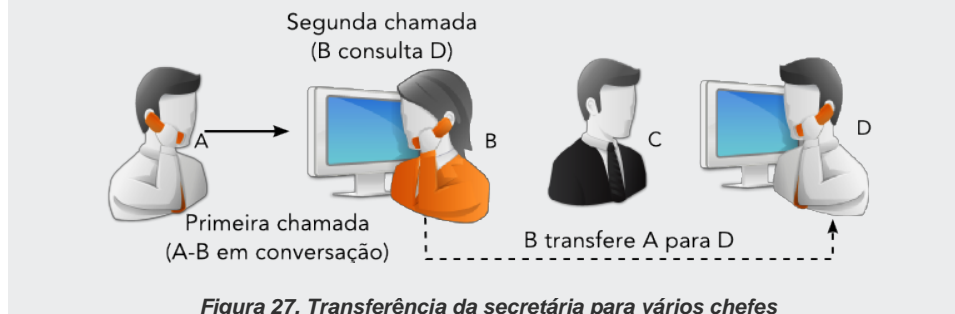 Segunda chamada
(B consulta D)
A
B
C
D
Primeira chamada
(A-B em conversação)
B transfere A para D
Figura 27. Transferência da secretária para vários chefes